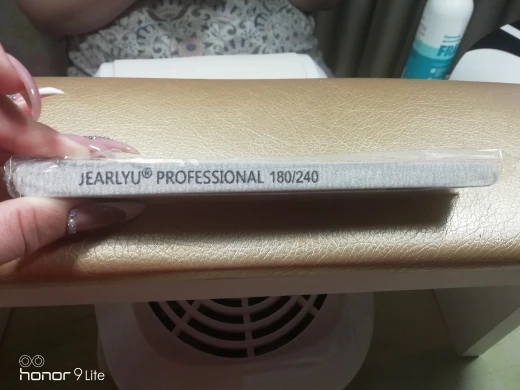 JEARLYU® PROFESSIONAL 180/240
honor 9 Lite